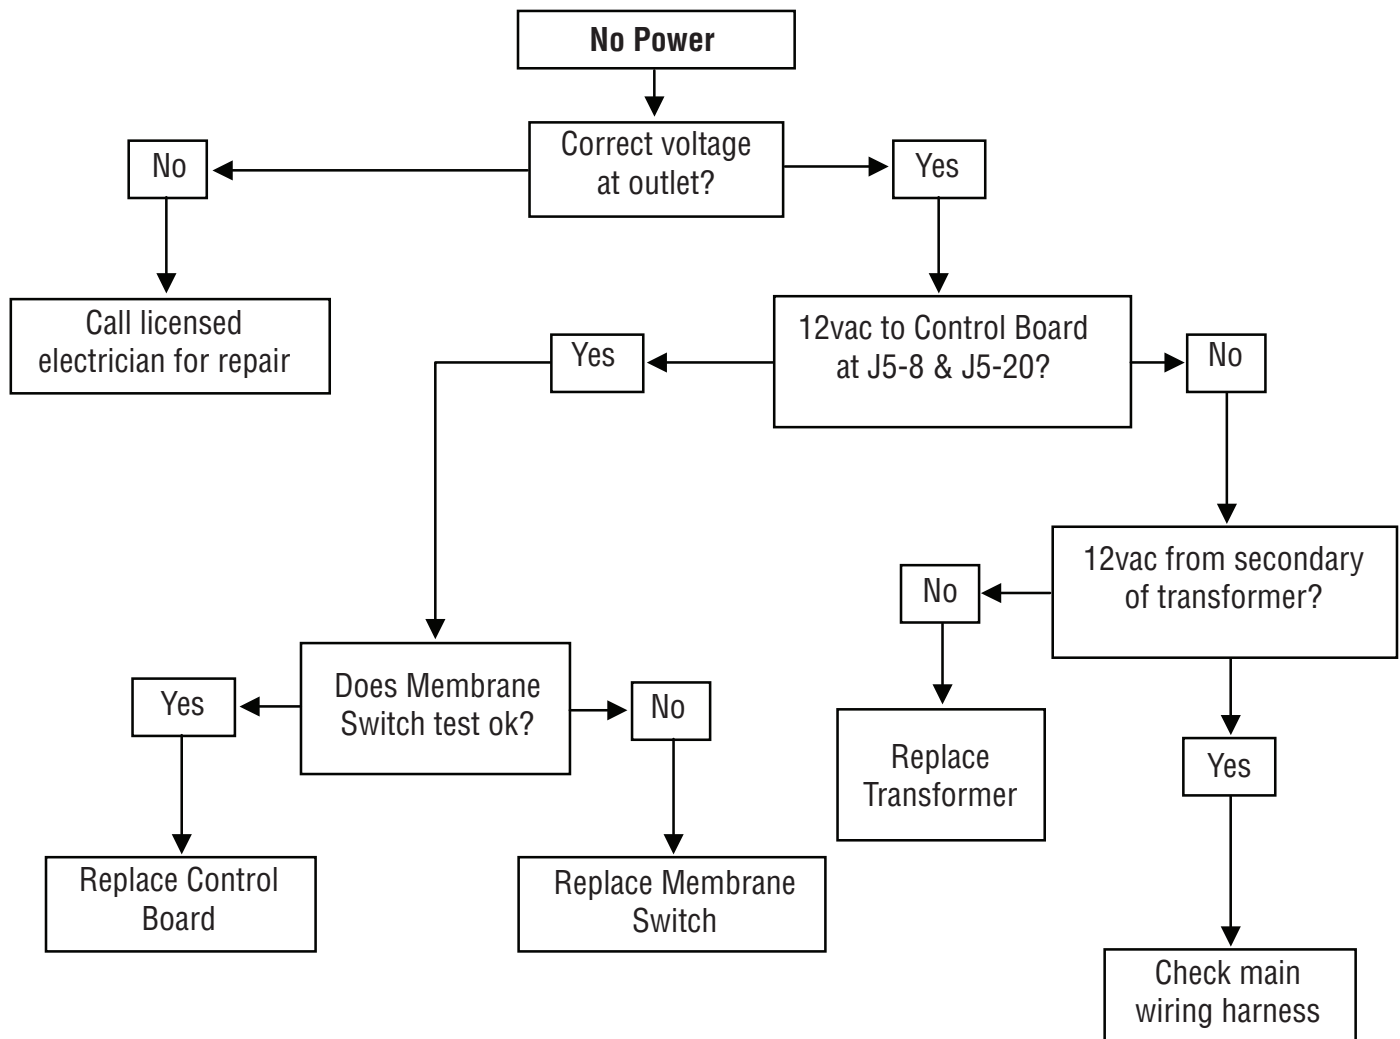 No Power
Correct voltage
at outlet?
No
Yes
Call licensed
electrician for repair
12vac to Control Board
at J5-8 & J5-20?
Yes
No
12vac from secondary
of transformer?
No
Does Membrane
Switch test ok?
Yes
No
Replace
Transformer
Yes
Replace Control
Board
Replace Membrane
Switch
Check main
wiring harness